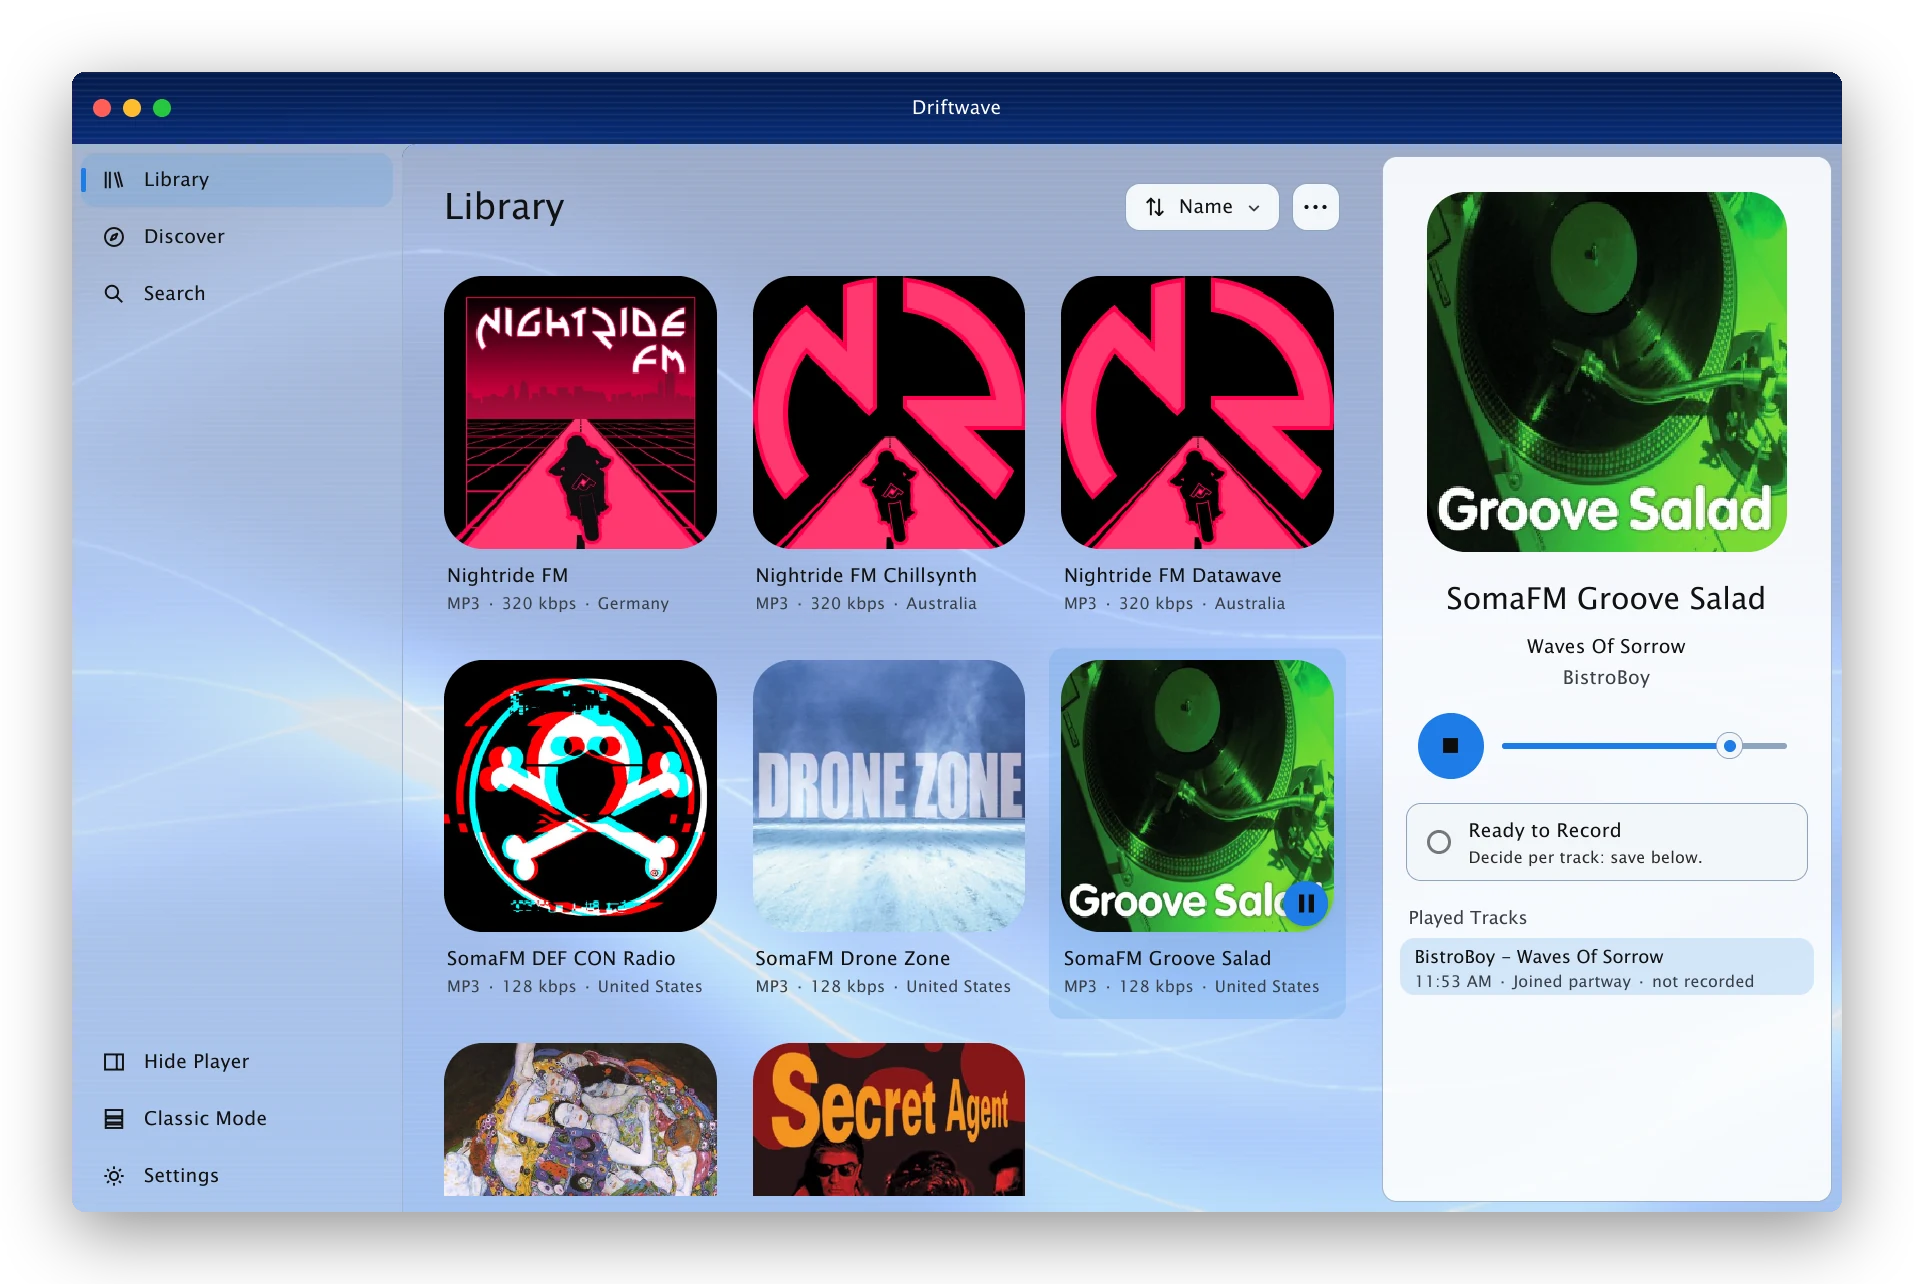 Driftwave
Library
Discover
Search
Hide Player
Classic Mode
Settings
Library
Name
NIGHTRIDE
FM
Nightride FM
MP3 · 320 kbps · Germany
NR
Nightride FM Chillsynth
MP3 · 320 kbps · Australia
NR
Nightride FM Datawave
MP3 · 320 kbps · Australia
SomaFM DEF CON Radio
MP3 · 128 kbps · United States
DRONE ZONE
SomaFM Drone Zone
MP3 · 128 kbps · United States
Groove Sala
SomaFM Groove Salad
MP3 · 128 kbps · United States
Secret Agent
Groove Salad
SomaFM Groove Salad
Waves Of Sorrow
BistroBoy
Ready to Record
Decide per track: save below.
Played Tracks
BistroBoy – Waves Of Sorrow
11:53 AM · Joined partway · not recorded